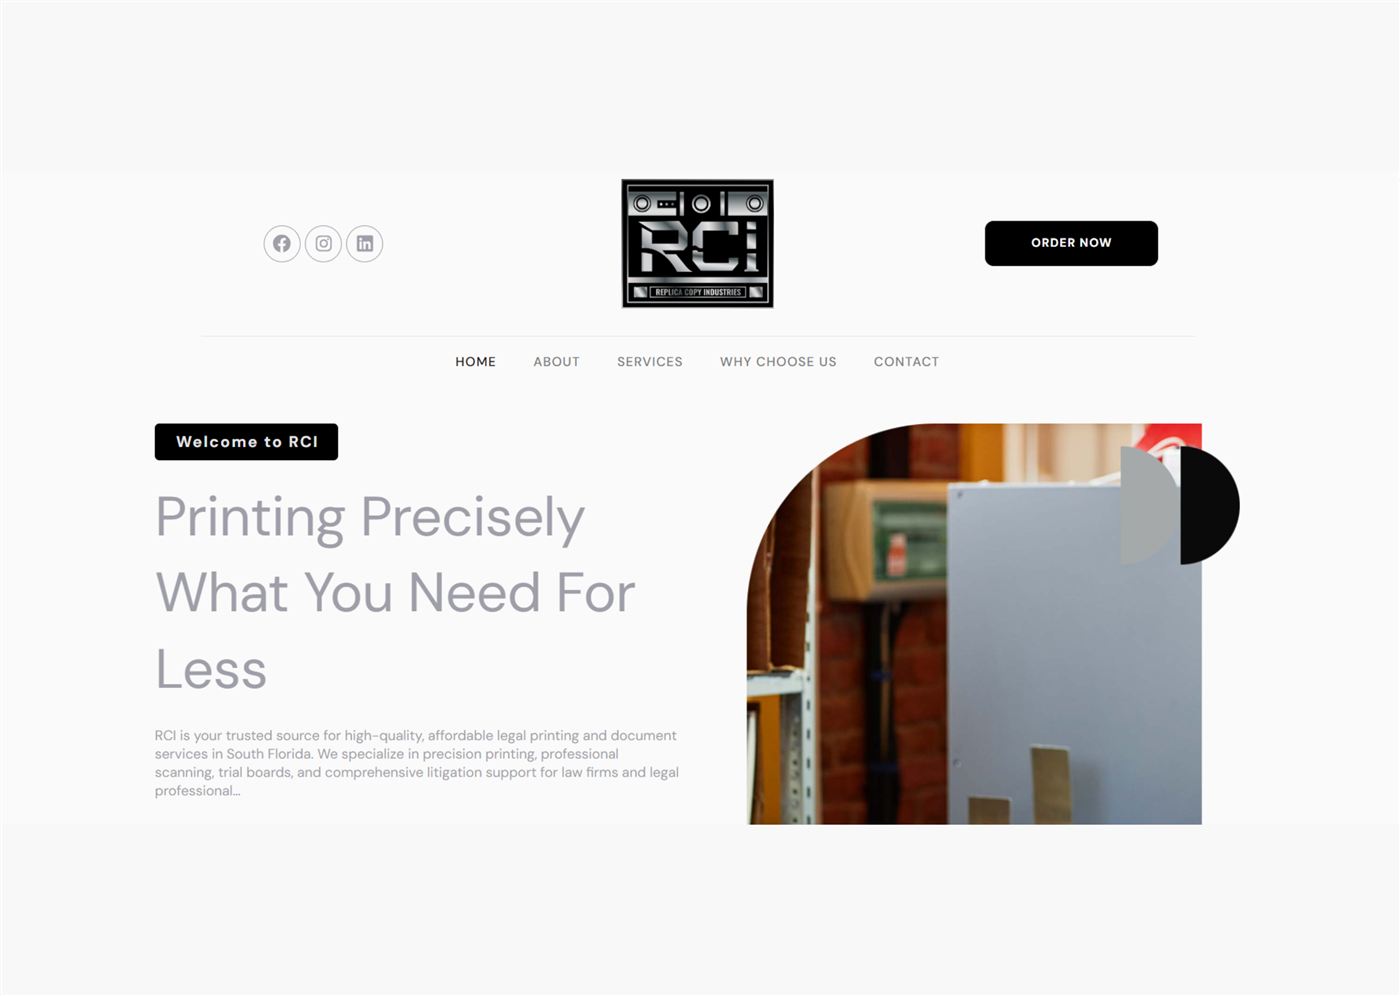 RCI
REPLICA COPY INDUSTRIES
ORDER NOW
HOME ABOUT SERVICES WHY CHOOSE US CONTACT
Welcome to RCI
Printing Precisely
What You Need For
Less
RCI is your trusted source for high-quality, affordable legal printing and document
services in South Florida. We specialize in precision printing, professional
scanning, trial boards, and comprehensive litigation support for law firms and legal
professional...